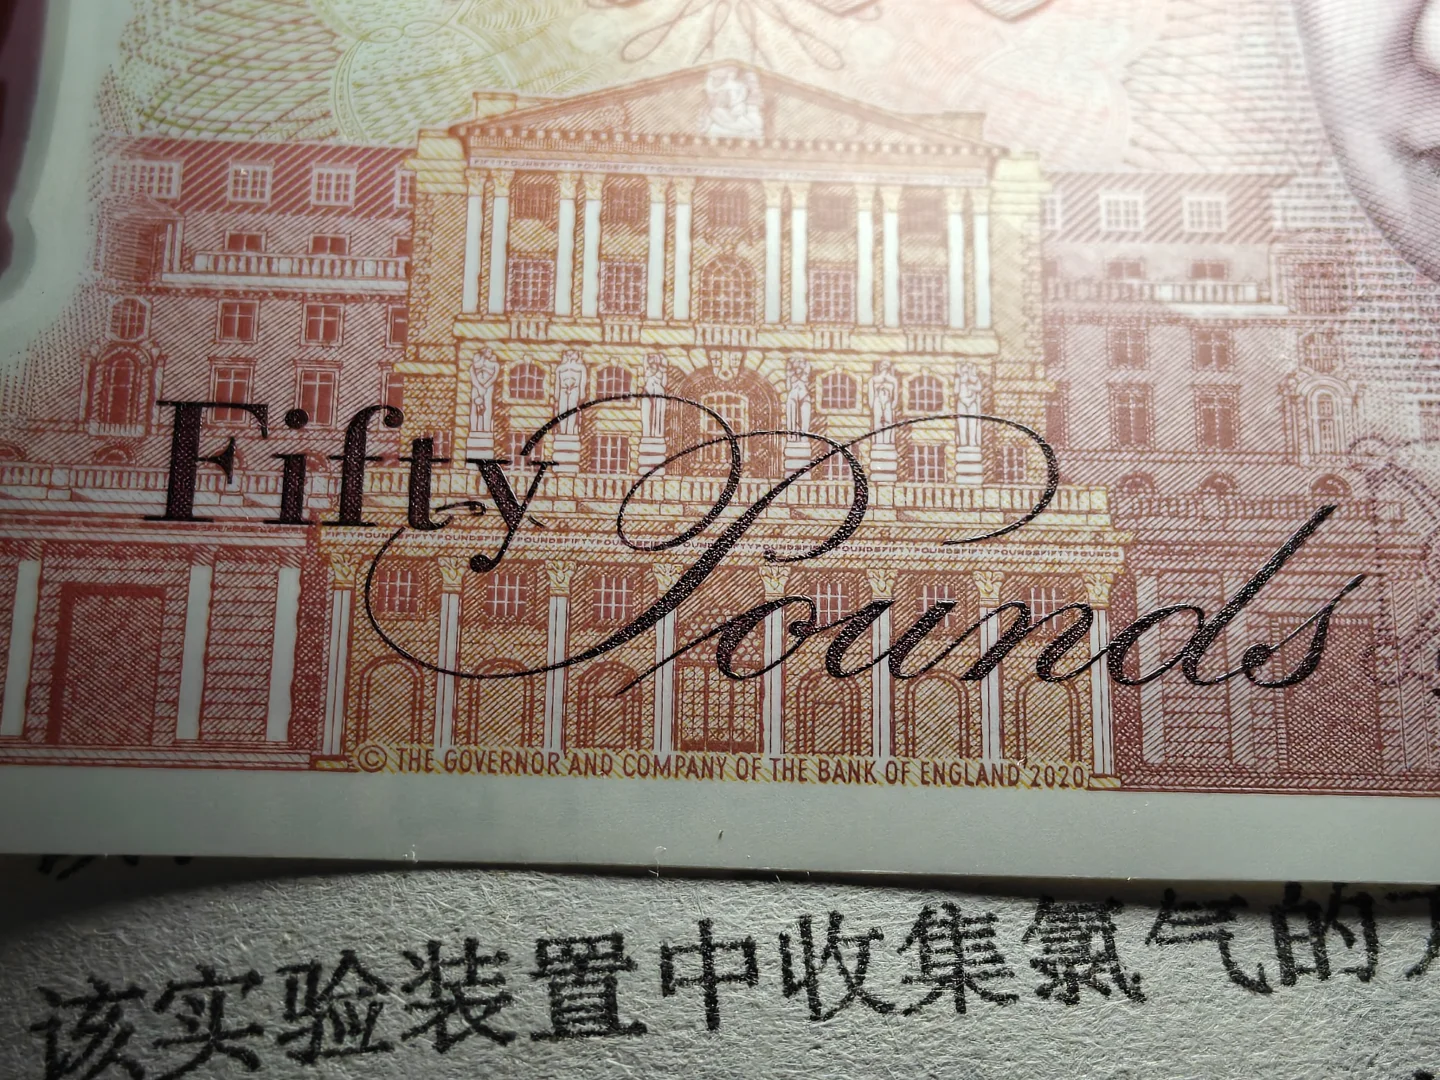 FIFTYPOUNDSFIFTYPOUNDSFIFTYPOUNDS
Fifty Pounds
© THE GOVERNOR AND COMPANY OF THE BANK OF ENGLAND 2020
该实验装置中收集氯气的